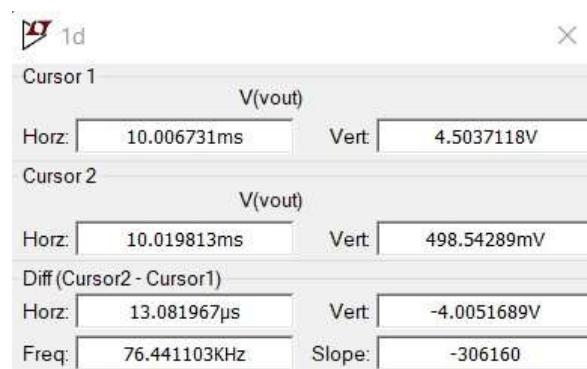 1d
Cursor 1
V(vout)
Horz: 10.006731ms Vert: 4.5037118V
Cursor 2
V(vout)
Horz: 10.019813ms Vert: 498.54289mV
Diff (Cursor2 - Cursor1)
Horz: 13.081967µs Vert: -4.0051689V
Freq: 76.441103KHz Slope: -306160